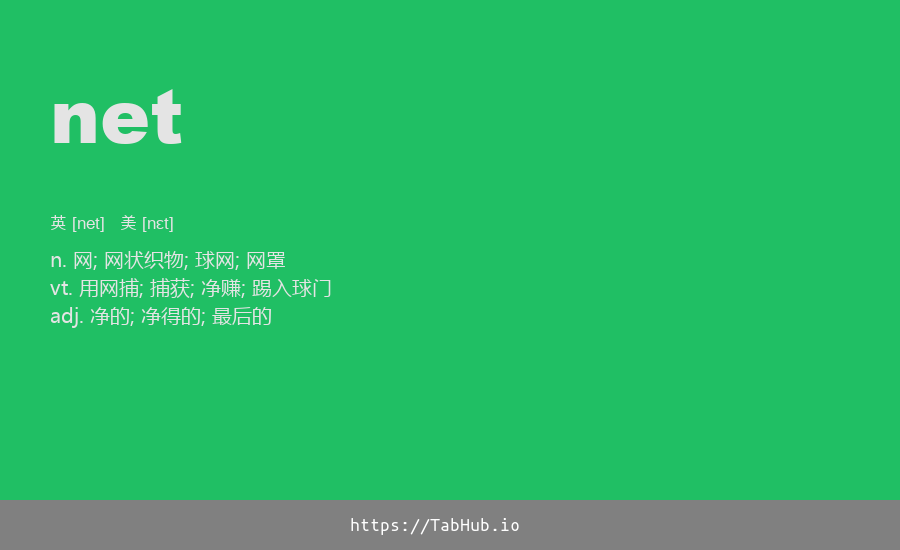 net
英 [net] 美 [nɛt]
n. 网; 网状织物; 球网; 网罩
vt. 用网捕; 捕获; 净赚; 踢入球门
adj. 净的; 净得的; 最后的
https://TabHub.io